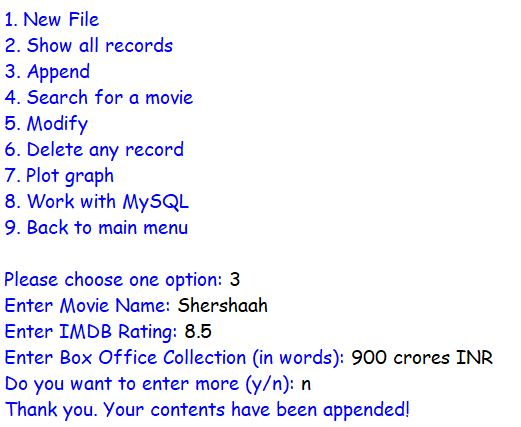 1. New File
2. Show all records
3. Append
4. Search for a movie
5. Modify
6. Delete any record
7. Plot graph
8. Work with MySQL
9. Back to main menu
Please choose one option: 3
Enter Movie Name: Shershaah
Enter IMDB Rating: 8.5
Enter Box Office Collection (in words): 900 crores INR
Do you want to enter more (y/n): n
Thank you. Your contents have been appended!